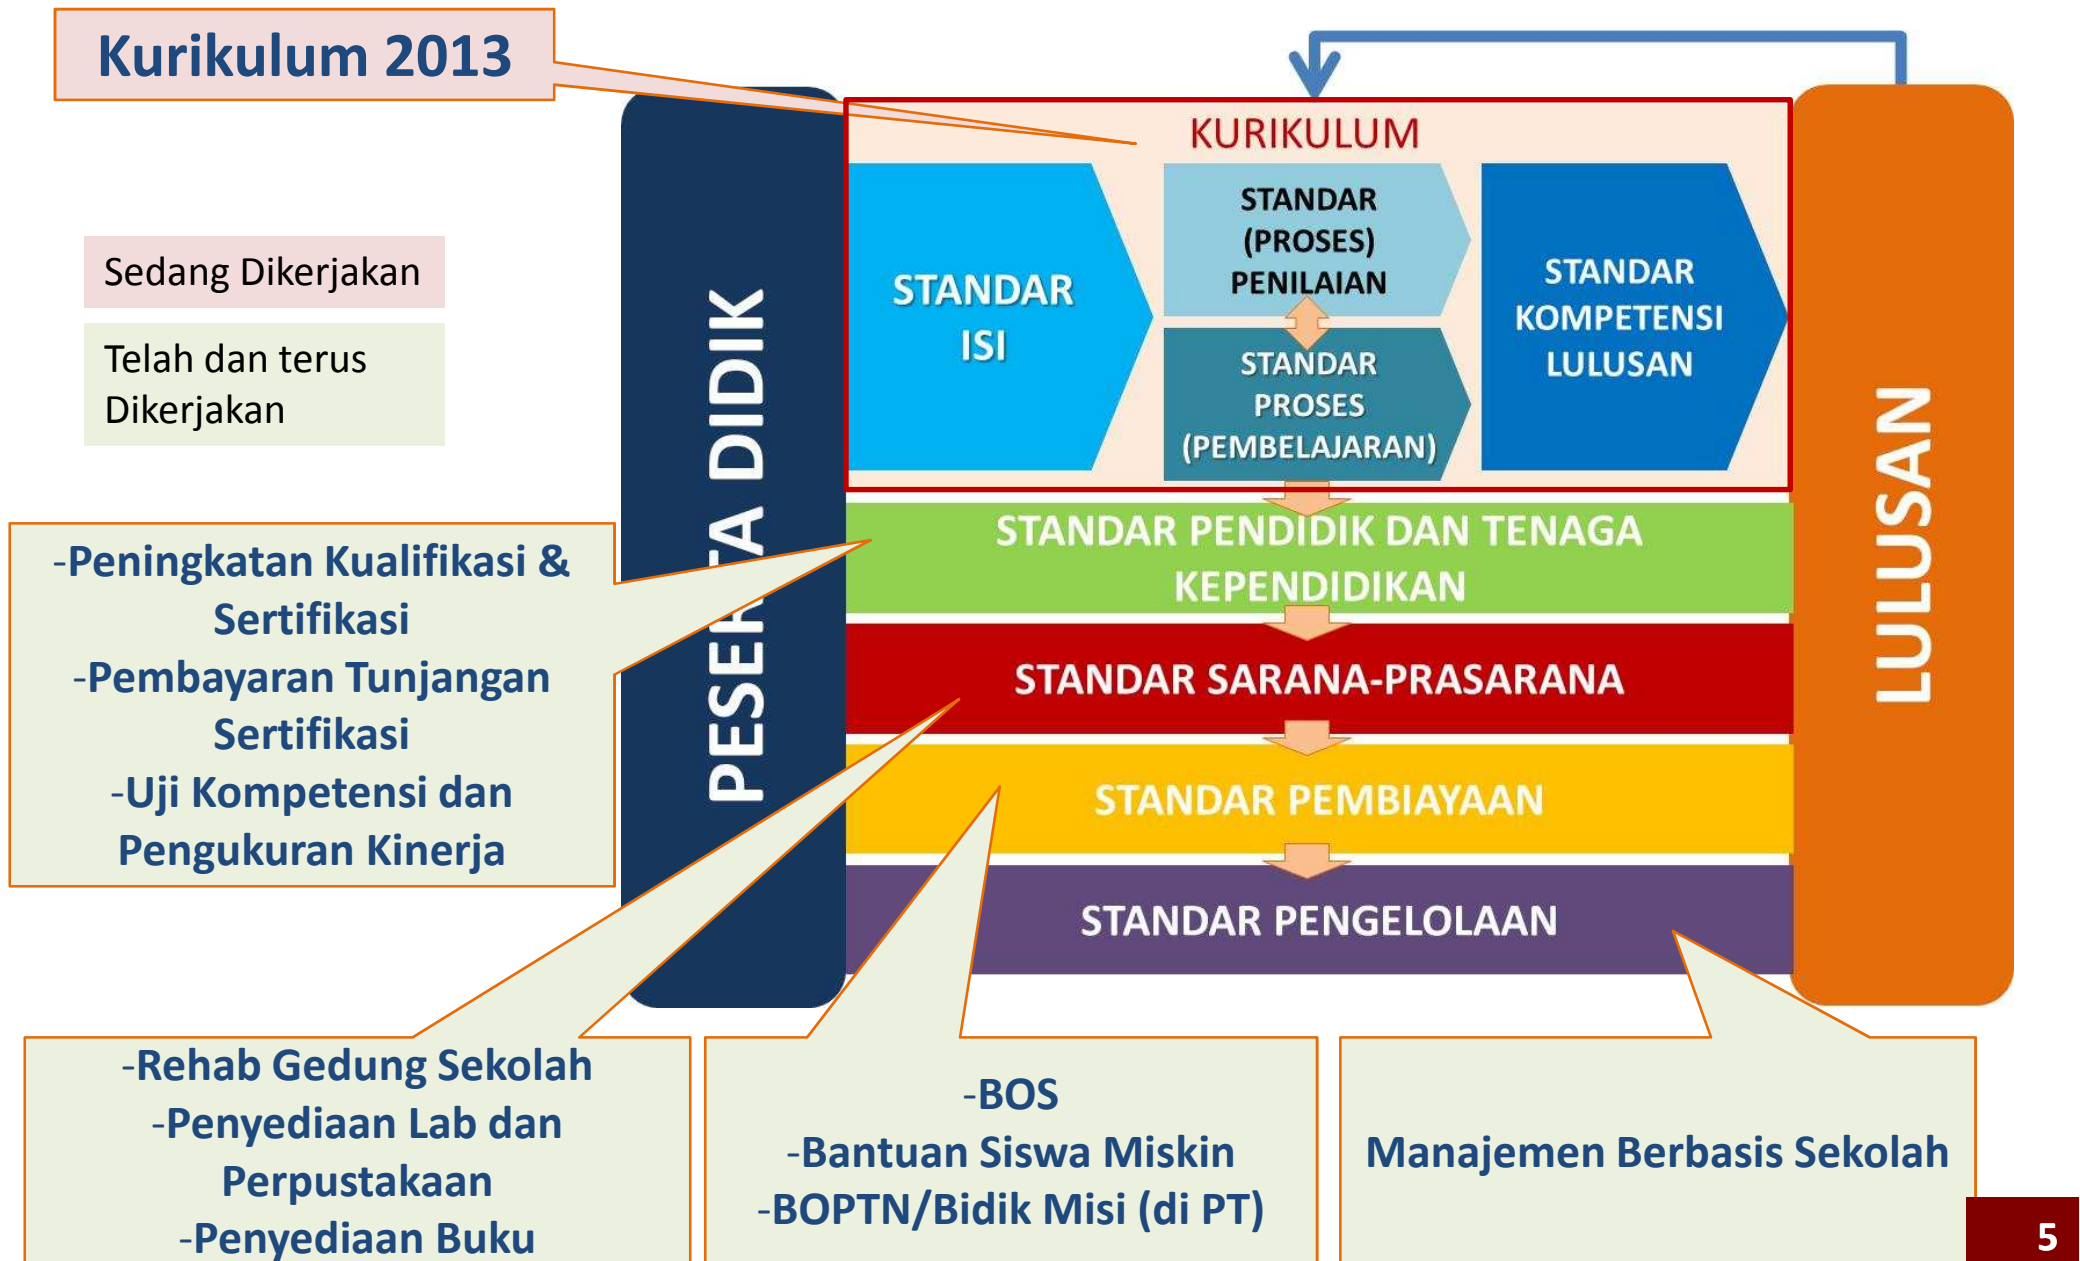 Kurikulum 2013
Sedang Dikerjakan
Telah dan terus
Dikerjakan
PESERTA DIDIK
KURIKULUM
STANDAR
ISI
STANDAR
(PROSES)
PENILAIAN
STANDAR
PROSES
(PEMBELAJARAN)
STANDAR
KOMPETENSI
LULUSAN
LULUSAN
STANDAR PENDIDIK DAN TENAGA
KEPENDIDIKAN
STANDAR SARANA-PRASARANA
STANDAR PEMBIAYAAN
STANDAR PENGELOLAAN
-Peningkatan Kualifikasi &
Sertifikasi
-Pembayaran Tunjangan
Sertifikasi
-Uji Kompetensi dan
Pengukuran Kinerja
-Rehab Gedung Sekolah
-Penyediaan Lab dan
Perpustakaan
-Penyediaan Buku
-BOS
-Bantuan Siswa Miskin
-BOPTN/Bidik Misi (di PT)
Manajemen Berbasis Sekolah
5